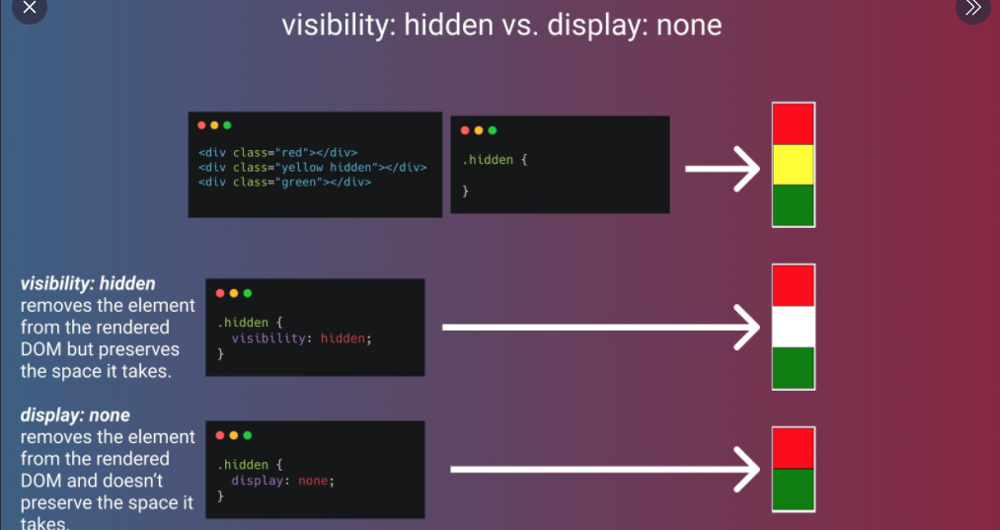 visibility: hidden vs. display: none
<div class="red"></div>
<div class="yellow hidden"></div>
<div class="green"></div>
.hidden {
}
visibility: hidden
removes the element
from the rendered
DOM but preserves
the space it takes.
.hidden {
visibility: hidden;
}
display: none
removes the element
from the rendered
DOM and doesn't
preserve the space it
takes.
.hidden {
display: none;
}